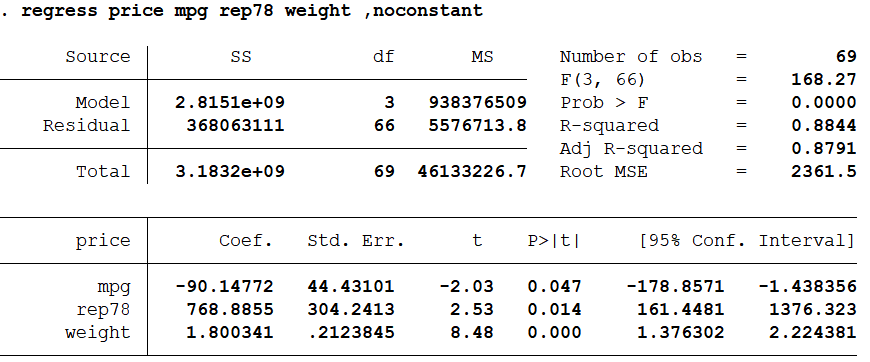 . regress price mpg rep78 weight ,noconstant
Source SS df MS Number of obs = 69
F(3, 66) = 168.27
Model 2.8151e+09 3 938376509 Prob > F = 0.0000
Residual 368063111 66 5576713.8 R-squared = 0.8844
Adj R-squared = 0.8791
Total 3.1832e+09 69 46133226.7 Root MSE = 2361.5
price Coef. Std. Err. t P>|t| [95% Conf. Interval]
mpg -90.14772 44.43101 -2.03 0.047 -178.8571 -1.438356
rep78 768.8855 304.2413 2.53 0.014 161.4481 1376.323
weight 1.800341 .2123845 8.48 0.000 1.376302 2.224381